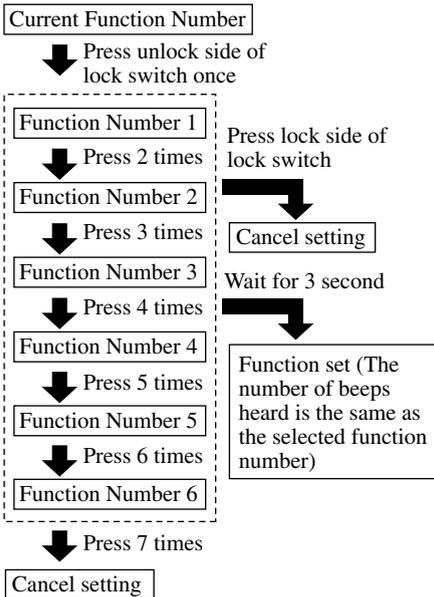 Current Function Number
Press unlock side of
lock switch once
Function Number 1
Press 2 times
Function Number 2
Press 3 times
Function Number 3
Press 4 times
Function Number 4
Press 5 times
Function Number 5
Press 6 times
Function Number 6
Press 7 times
Cancel setting
Press lock side of
lock switch
Cancel setting
Wait for 3 second
Function set (The
number of beeps
heard is the same as
the selected function
number)